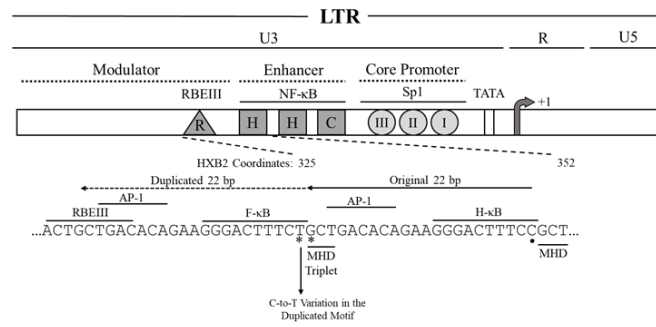 LTR
U3 R U5
Modulator Enhancer Core Promoter
RBEIII NF-κB Sp1 TATA
R H H C III II I +1
HXB2 Coordinates: 325 352
Duplicated 22 bp Original 22 bp
AP-1 AP-1
RBEIII F-κB H-κB
...ACTGCTGACACAGAAGGGACTTTCTGCTGACACAGAAGGGACTTTCCGCT...
* * MHD • MHD
Triplet
C-to-T Variation in the
Duplicated Motif